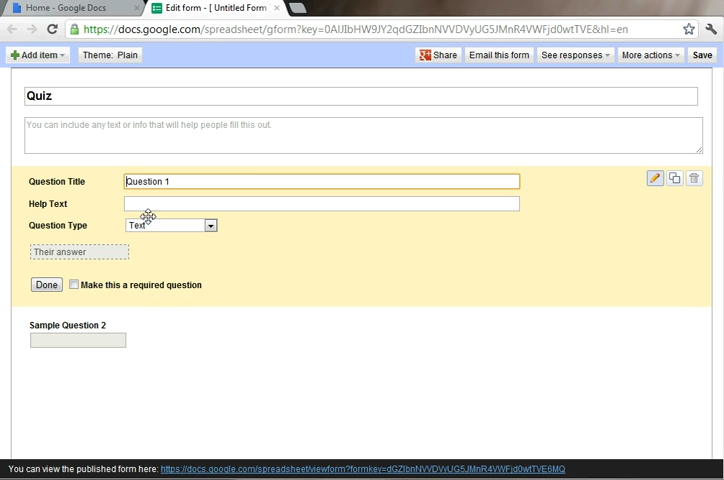 Home - Google Docs
Edit form - [ Untitled Form
https://docs.google.com/spreadsheet/gform?key=0AlJIbHW9JY2qdGZIbnNVVDVyUG5JMnR4VWFjd0wtTVE&hl=en
Add item
Theme: Plain
Share
Email this form
See responses
More actions
Save
Quiz
You can include any text or info that will help people fill this out.
Question Title
Question 1
Help Text
Question Type
Text
Their answer
Done
Make this a required question
Sample Question 2
You can view the published form here: https://docs.google.com/spreadsheet/viewform?formkey=dGZIbnNVVDVyUG5JMnR4VWFjd0wtTVE6MQ